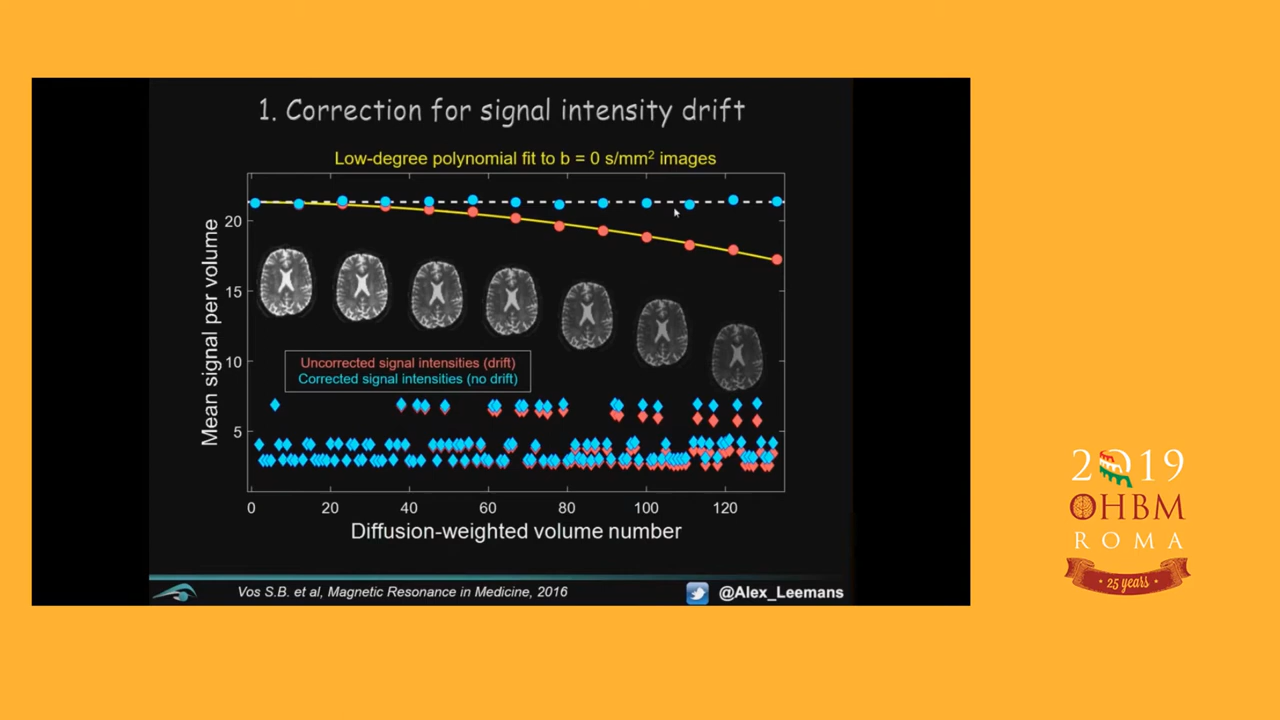 1. Correction for signal intensity drift
Low-degree polynomial fit to b = 0 s/mm² images
Mean signal per volume
20
15
10
5
Uncorrected signal intensities (drift)
Corrected signal intensities (no drift)
0 20 40 60 80 100 120
Diffusion-weighted volume number
Vos S.B. et al, Magnetic Resonance in Medicine, 2016
@Alex_Leemans
2019
OHBM
ROMA
• 25 years •